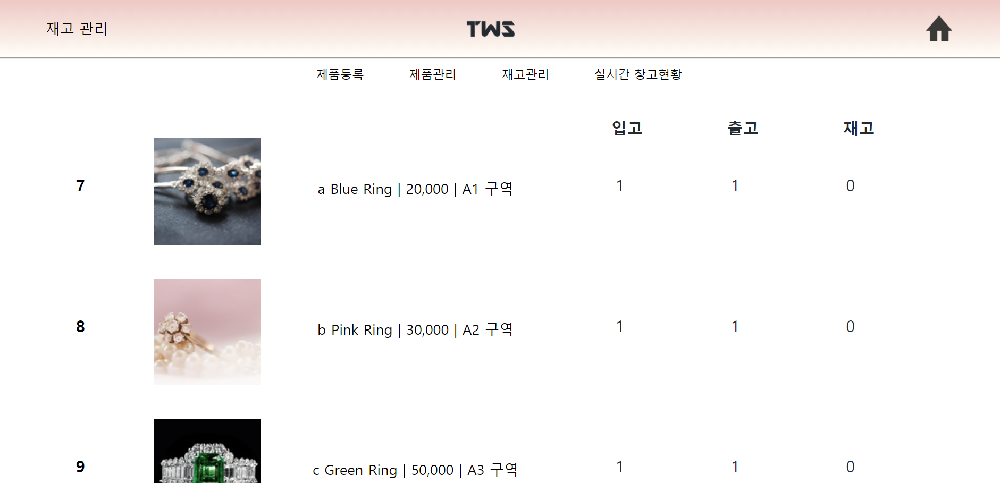 재고 관리
TWS
제품등록 제품관리 재고관리 실시간 창고현황
입고 출고 재고
7 a Blue Ring | 20,000 | A1 구역 1 1 0
8 b Pink Ring | 30,000 | A2 구역 1 1 0
9 c Green Ring | 50,000 | A3 구역 1 1 0